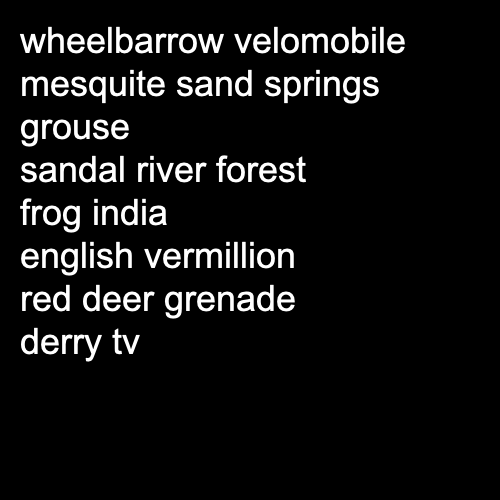 wheelbarrow velomobile
mesquite sand springs
grouse
sandal river forest
frog india
english vermillion
red deer grenade
derry tv